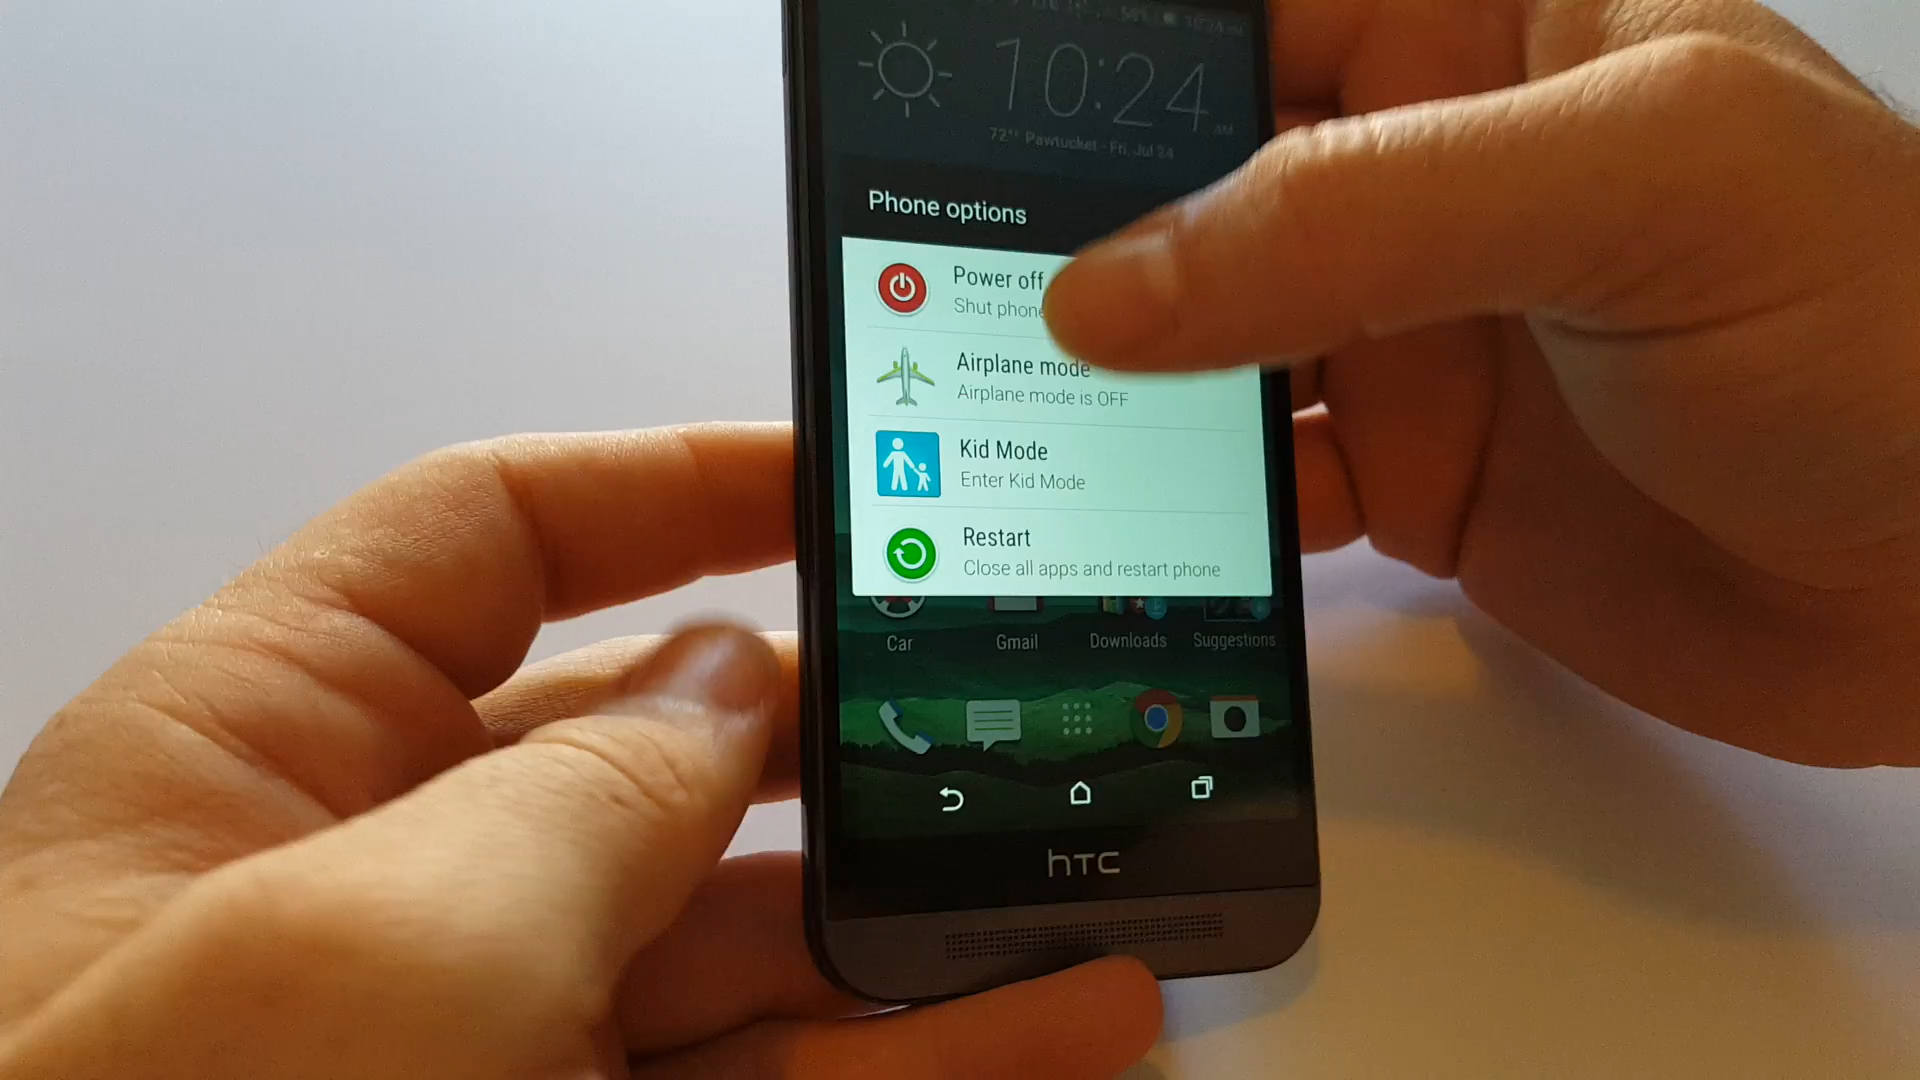 10:24 AM
72° Pawtucket - Fri, Jul 24
Phone options
Power off
Shut phone
Airplane mode
Airplane mode is OFF
Kid Mode
Enter Kid Mode
Restart
Close all apps and restart phone
Car Gmail Downloads Suggestions
hTC